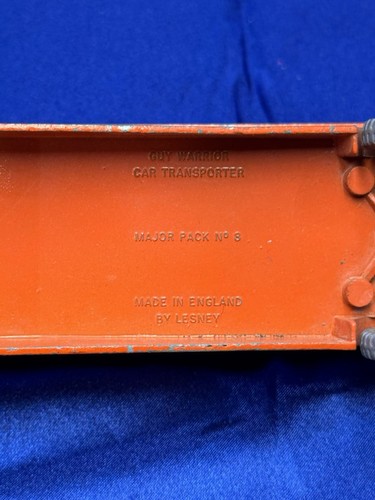 GUY WARRIOR
CAR TRANSPORTER
MAJOR PACK Nº 8
MADE IN ENGLAND
BY LESNEY